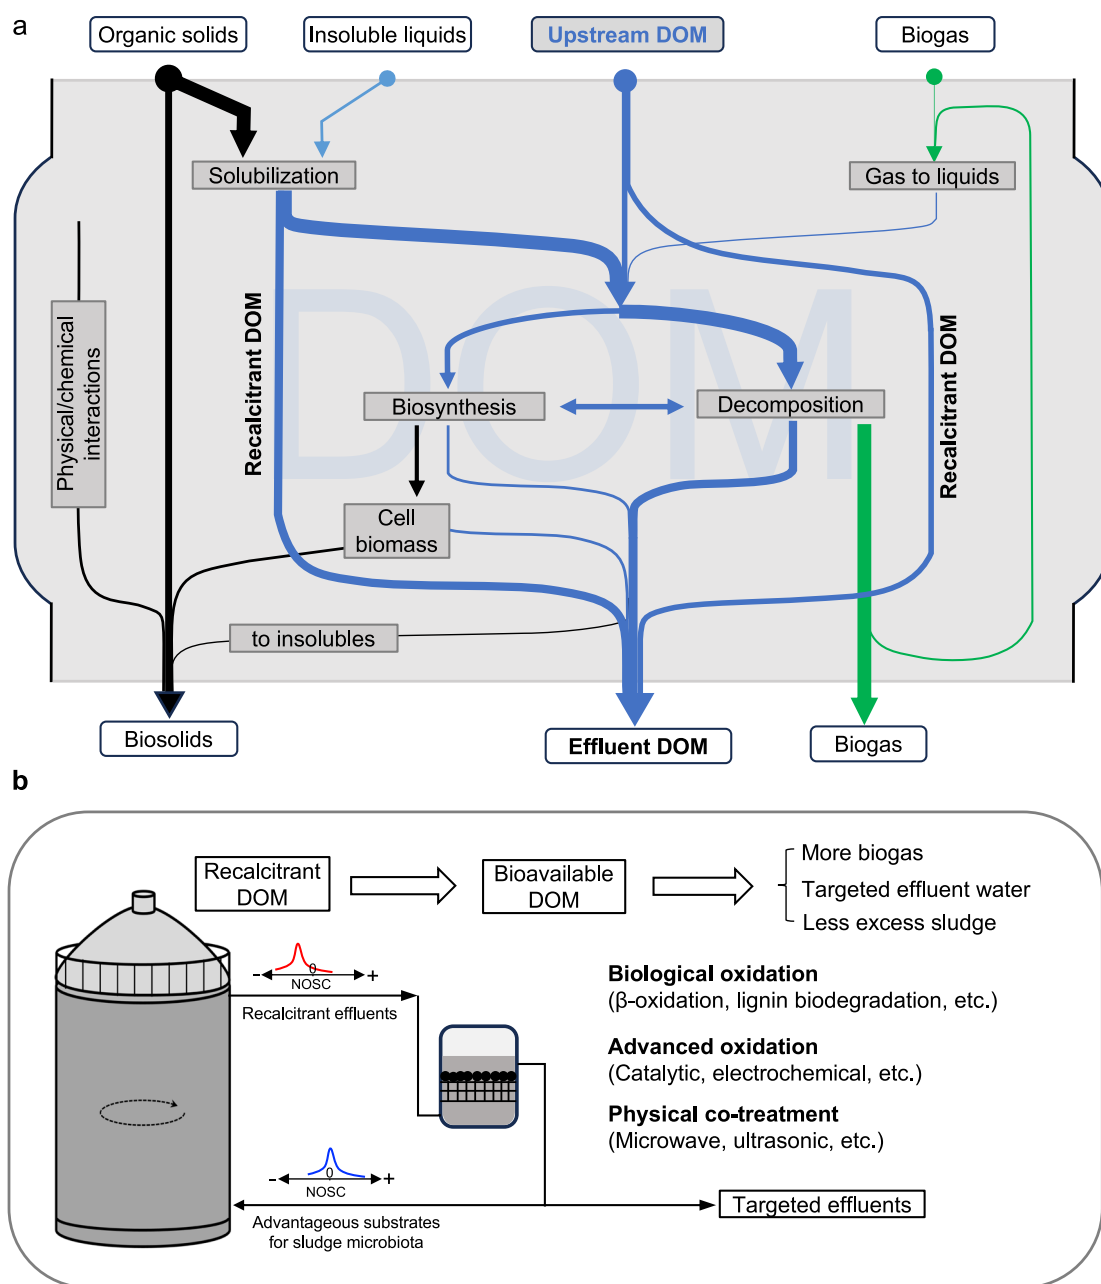 a
Organic solids
Insoluble liquids
Upstream DOM
Biogas
Solubilization
Gas to liquids
DOM
Recalcitrant DOM
Recalcitrant DOM
Physical/chemical
interactions
Biosynthesis
Decomposition
Cell
biomass
to insolubles
Biosolids
Effluent DOM
Biogas
b
Recalcitrant
DOM
Bioavailable
DOM
More biogas
Targeted effluent water
Less excess sludge
- 0 +
NOSC
Recalcitrant effluents
Biological oxidation
(β-oxidation, lignin biodegradation, etc.)
Advanced oxidation
(Catalytic, electrochemical, etc.)
Physical co-treatment
(Microwave, ultrasonic, etc.)
- 0 +
NOSC
Advantageous substrates
for sludge microbiota
Targeted effluents